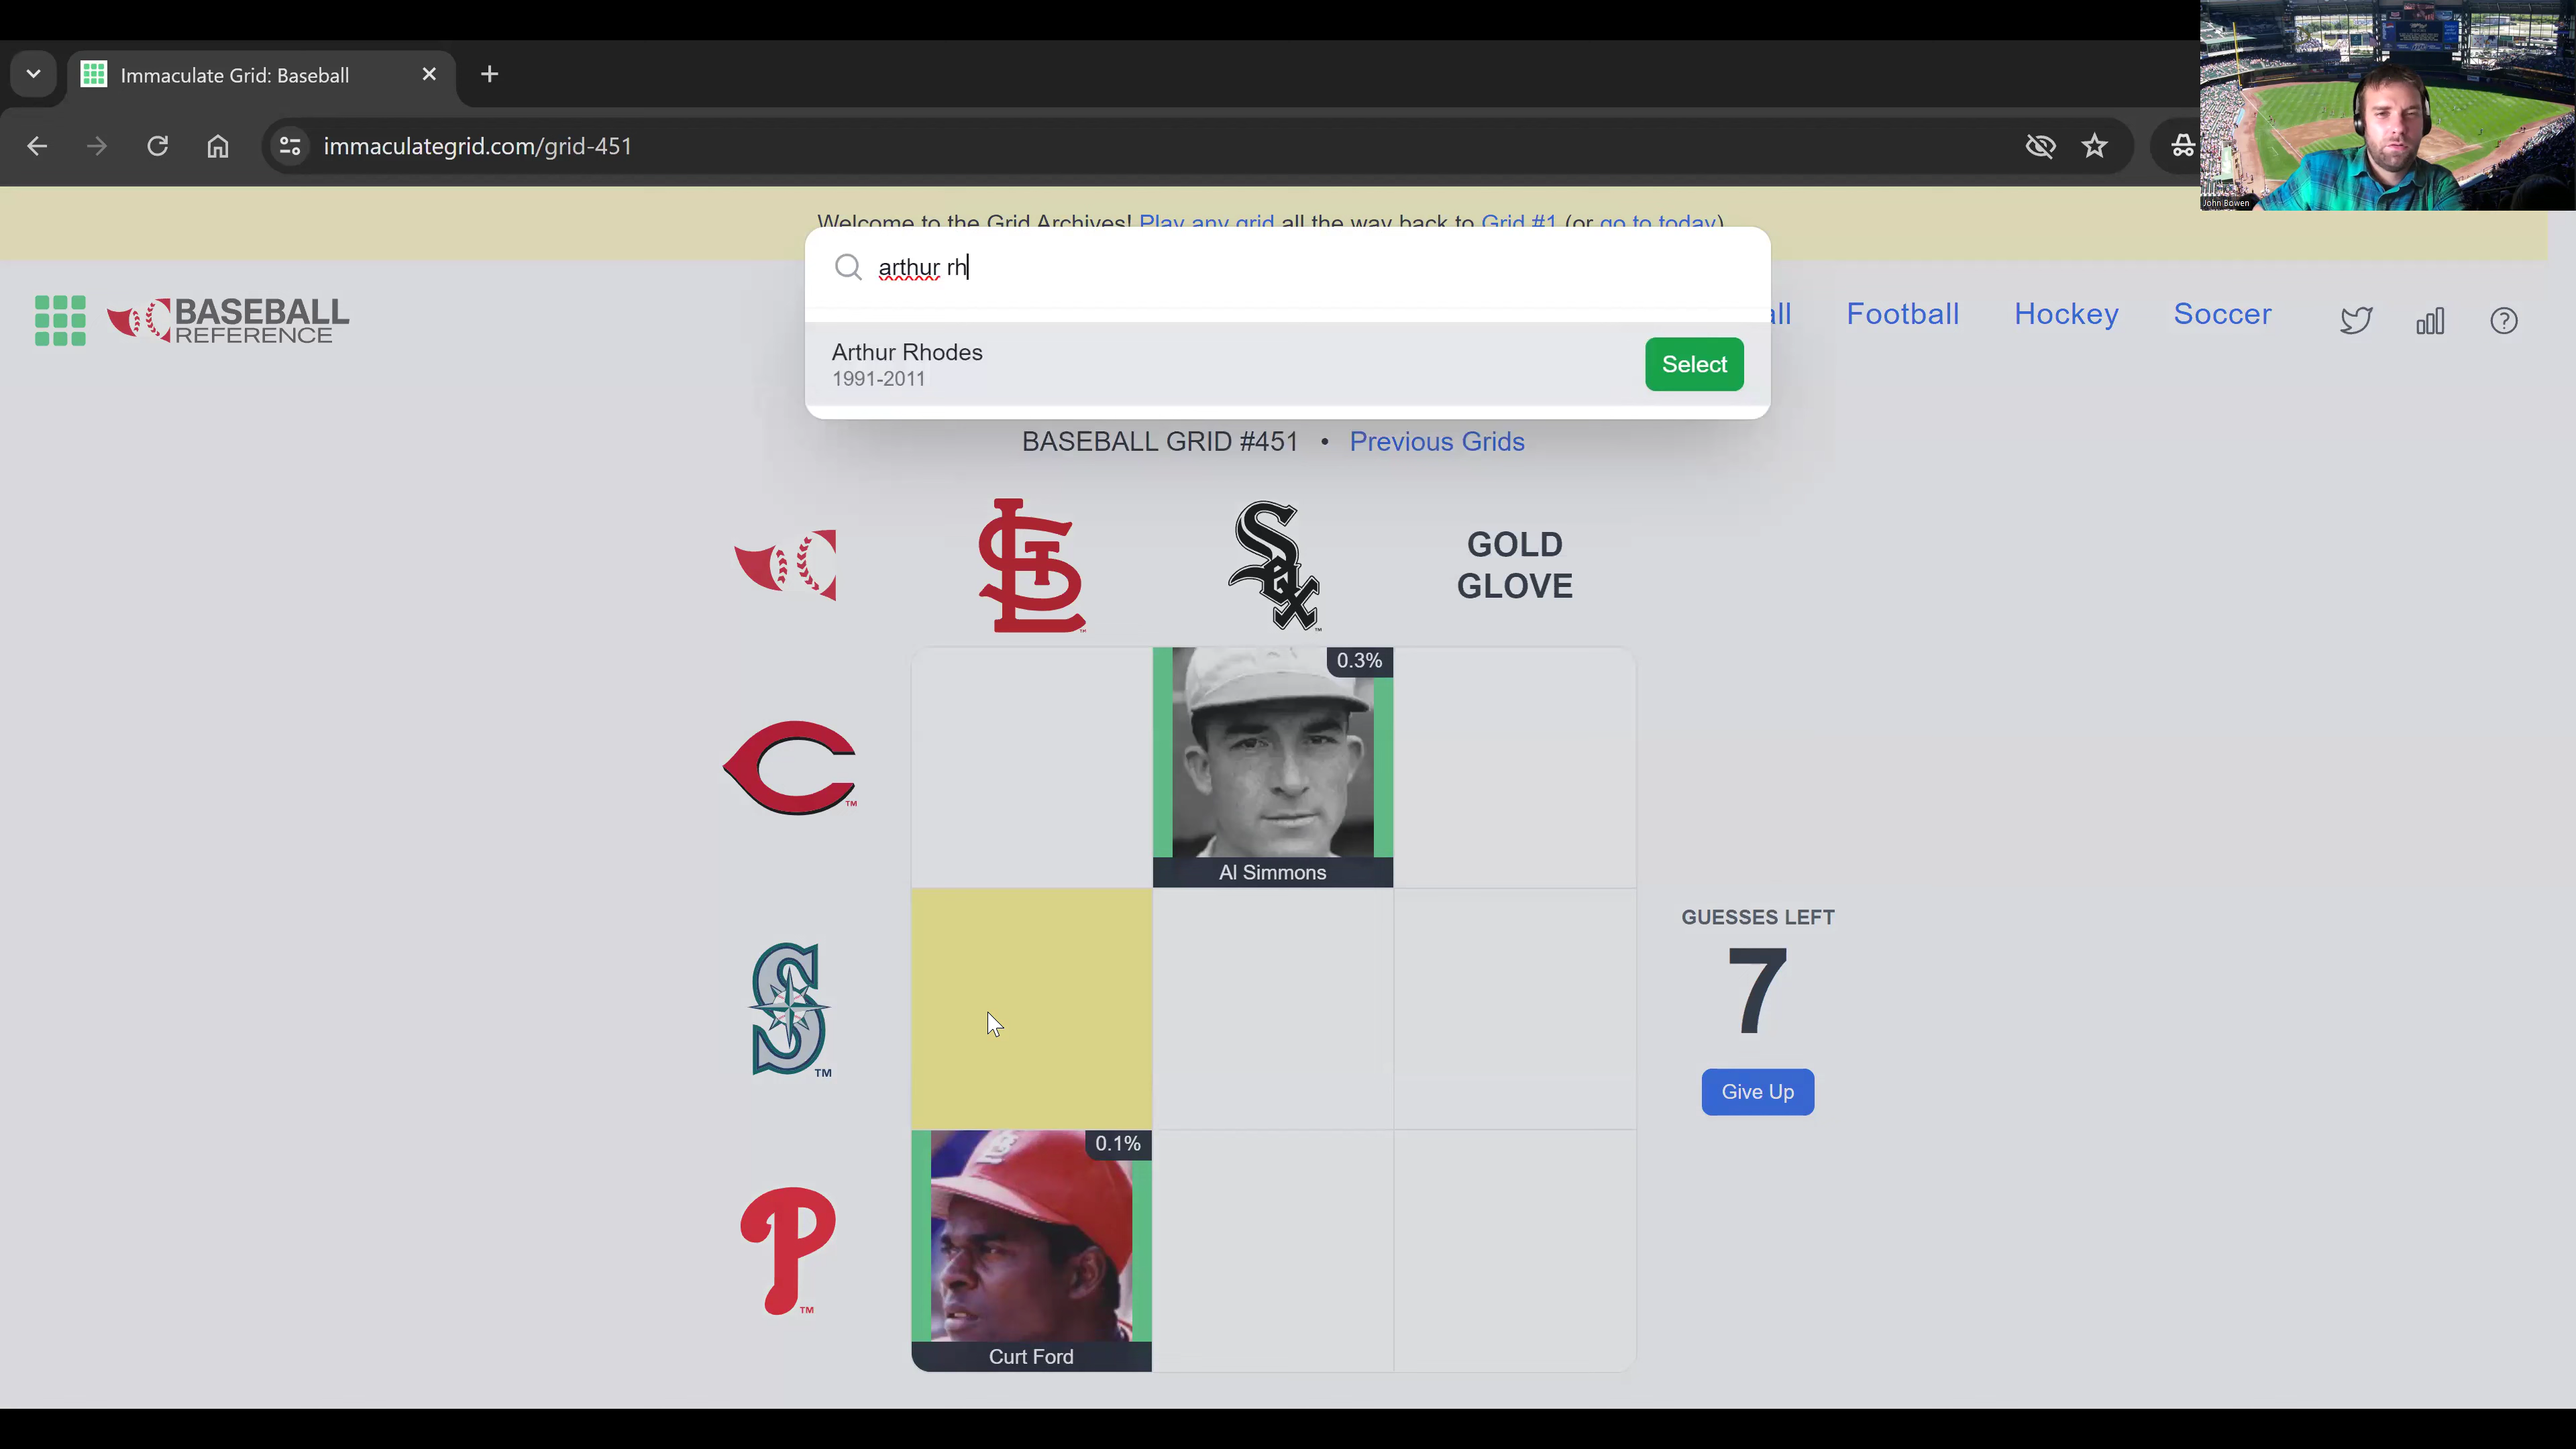 Immaculate Grid: Baseball
immaculategrid.com/grid-451
John Bowen
Welcome to the Grid Archives! Play any grid all the way back to Grid #1 (or go to today)
arthur rh
Arthur Rhodes
1991-2011
Select
BASEBALL
REFERENCE
all Football Hockey Soccer
BASEBALL GRID #451 • Previous Grids
GOLD
GLOVE
0.3%
Al Simmons
GUESSES LEFT
7
Give Up
0.1%
Curt Ford